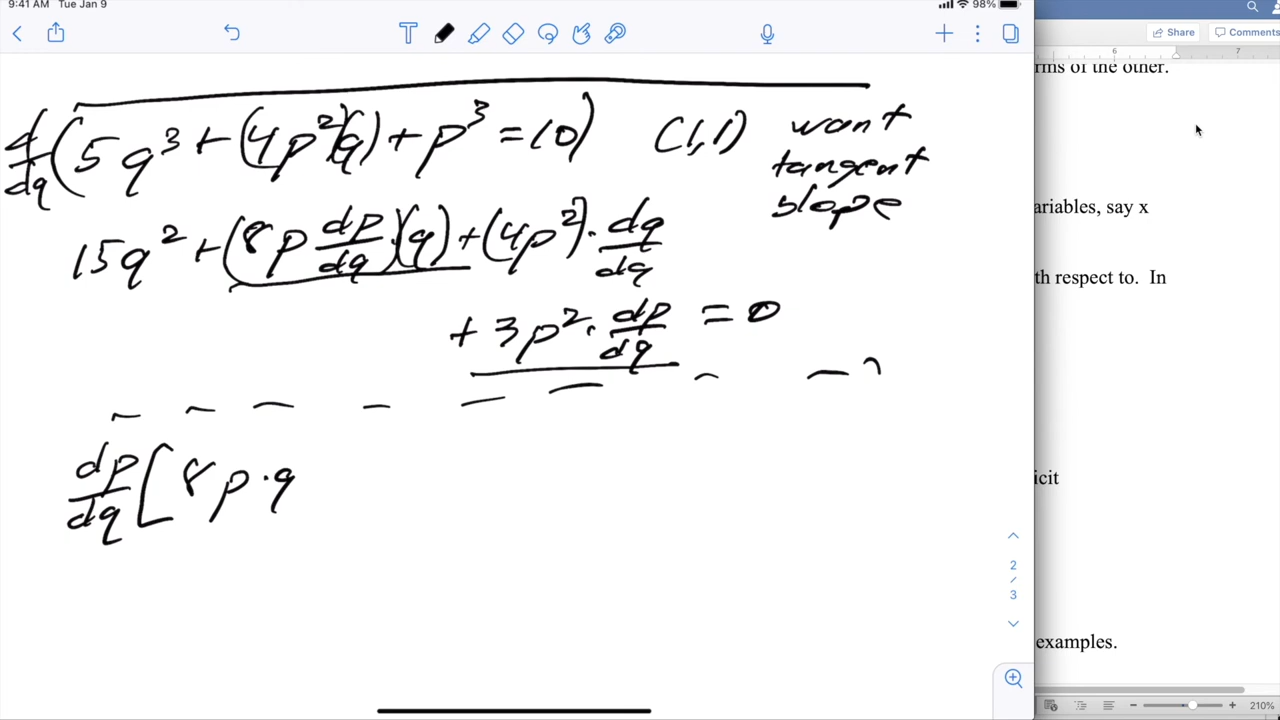 9:41 AM Tue Jan 9 98%
Share Comments
6 7
rms of the other.
d/dq (5q³ + (4p²)(q) + p³ = 10) (1,1) want
tangent
slope
15q² + (8p dp/dq)(q) + (4p²) · dq/dq
ariables, say x
th respect to. In
+ 3p² · dp/dq = 0
dp/dq [8p·q
icit
2
/
3
examples.
210%